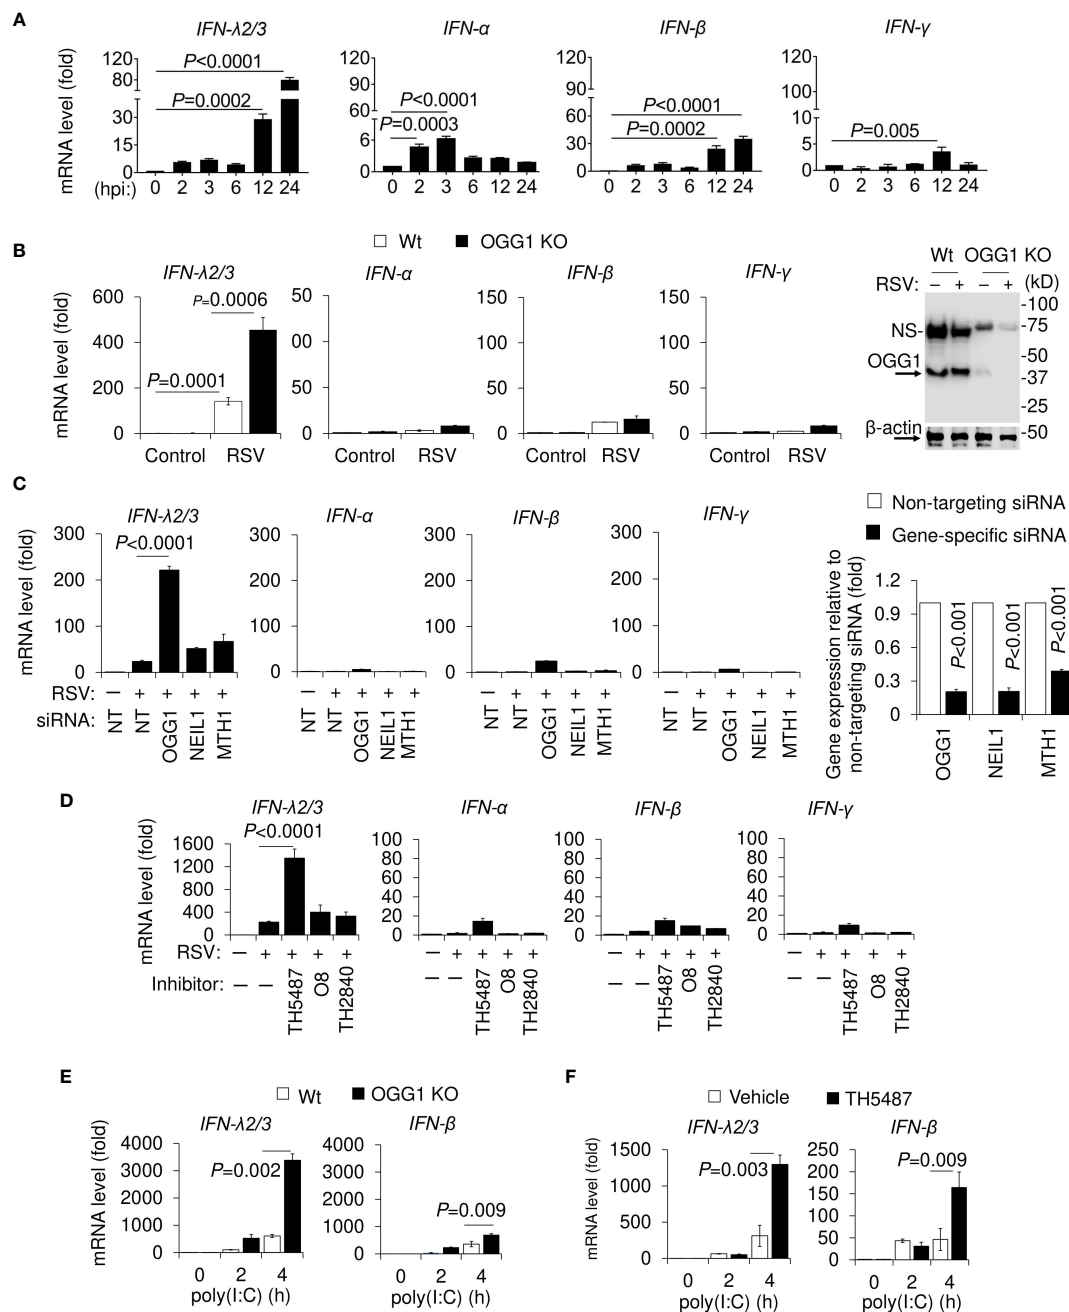 A
IFN-λ2/3
IFN-α
IFN-β
IFN-γ
mRNA level (fold)
120
80
30
15
0
P<0.0001
P=0.0002
(hpi:)
0 2 3 6 12 24
120
90
60
6
0
P<0.0001
P=0.0003
0 2 3 6 12 24
120
90
60
30
0
P<0.0001
P=0.0002
0 2 3 6 12 24
120
100
10
5
0
P=0.005
0 2 3 6 12 24
B
Wt
OGG1 KO
IFN-λ2/3
IFN-α
IFN-β
IFN-γ
mRNA level (fold)
600
400
200
0
P=0.0006
P=0.0001
Control RSV
50
00
50
0
Control RSV
150
100
50
0
Control RSV
150
100
50
0
Control RSV
Wt OGG1 KO
RSV: – + – + (kD)
NS-
OGG1
β-actin
-100
-75
-50
-37
-25
-50
C
IFN-λ2/3
IFN-α
IFN-β
IFN-γ
mRNA level (fold)
300
200
100
0
P<0.0001
RSV: – + + + +
siRNA: NT NT OGG1 NEIL1 MTH1
300
200
100
0
– + + + +
NT NT OGG1 NEIL1 MTH1
300
200
100
0
– + + + +
NT NT OGG1 NEIL1 MTH1
300
200
100
0
– + + + +
NT NT OGG1 NEIL1 MTH1
Non-targeting siRNA
Gene-specific siRNA
Gene expression relative to
non-targeting siRNA (fold)
1.2
0.9
0.6
0.3
0
P<0.001
P<0.001
P<0.001
OGG1 NEIL1 MTH1
D
IFN-λ2/3
IFN-α
IFN-β
IFN-γ
mRNA level (fold)
1600
1200
800
400
0
P<0.0001
RSV: – + + + +
Inhibitor: – – TH5487 O8 TH2840
100
80
60
40
20
0
– + + + +
– – TH5487 O8 TH2840
100
80
60
40
20
0
– + + + +
– – TH5487 O8 TH2840
100
80
60
40
20
0
– + + + +
– – TH5487 O8 TH2840
E
Wt
OGG1 KO
IFN-λ2/3
IFN-β
mRNA level (fold)
4000
3000
2000
1000
0
P=0.002
0 2 4
poly(I:C) (h)
4000
3000
2000
1000
0
P=0.009
0 2 4
poly(I:C) (h)
F
Vehicle
TH5487
IFN-λ2/3
IFN-β
mRNA level (fold)
1500
1000
500
0
P=0.003
0 2 4
poly(I:C) (h)
250
200
150
100
50
0
P=0.009
0 2 4
poly(I:C) (h)